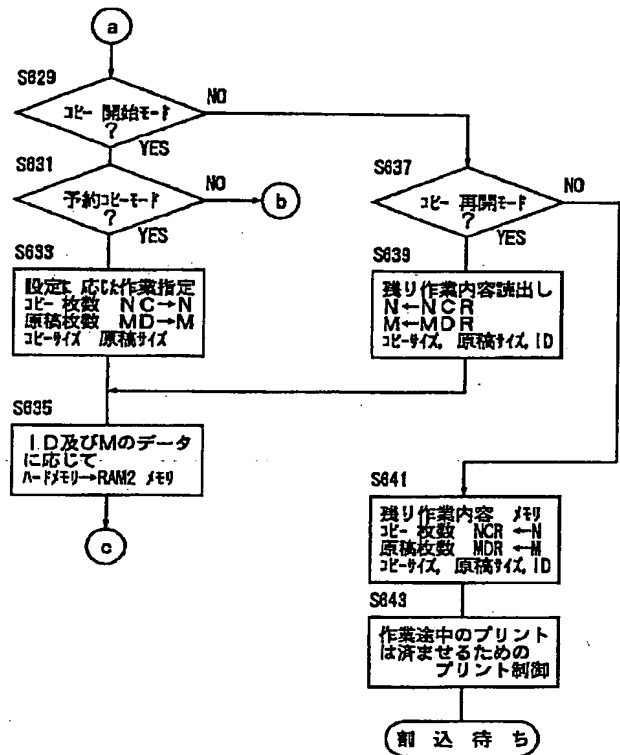 a
S629
コピー 開始モード
?
NO
YES
S631
予約コピーモード
?
NO
b
YES
S633
設定に応じた作業指定
コピー 枚数 NC→N
原稿枚数 MD→M
コピーサイズ 原稿サイズ
S635
I.D及びMのデータ
に応じて
ハードメモリ→RAM2 メモリ
c
S637
コピー 再開モード
?
NO
YES
S639
残り作業内容読出し
N←NCR
M←MDR
コピーサイズ, 原稿サイズ, ID
S641
残り作業内容 メモリ
コピー 枚数 NCR ←N
原稿枚数 MDR ←M
コピーサイズ, 原稿サイズ, ID
S643
作業途中のプリント
は済ませるための
プリント制御
割 込 待 ち